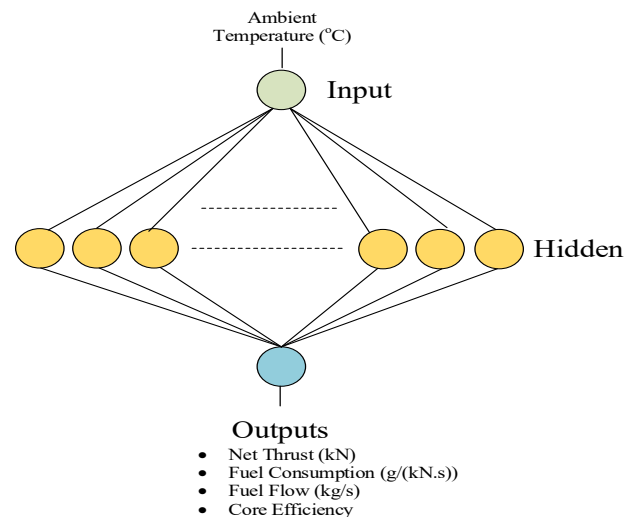 Ambient
Temperature (°C)
Input
Hidden
Outputs
• Net Thrust (kN)
• Fuel Consumption (g/(kN.s))
• Fuel Flow (kg/s)
• Core Efficiency